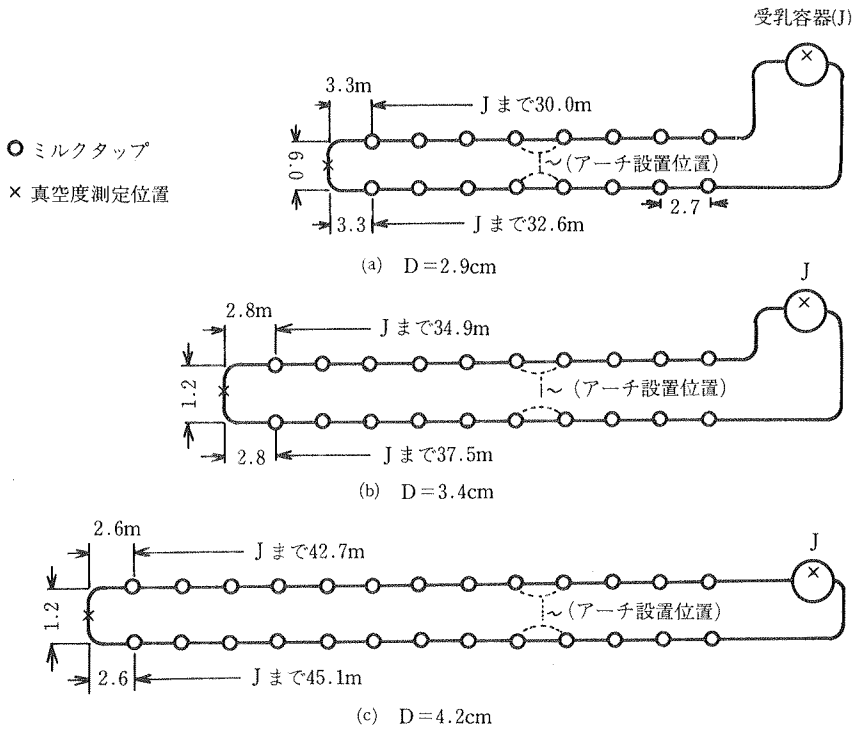 受乳容器(J)
3.3m
Jまで30.0m
ミルクタップ
0.9
～(アーチ設置位置)
× 真空度測定位置
3.3
Jまで32.6m
2.7
(a) D=2.9cm
J
2.8m
Jまで34.9m
1.2
～(アーチ設置位置)
2.8
Jまで37.5m
(b) D=3.4cm
2.6m
Jまで42.7m
J
1.2
～(アーチ設置位置)
2.6
Jまで45.1m
(c) D=4.2cm